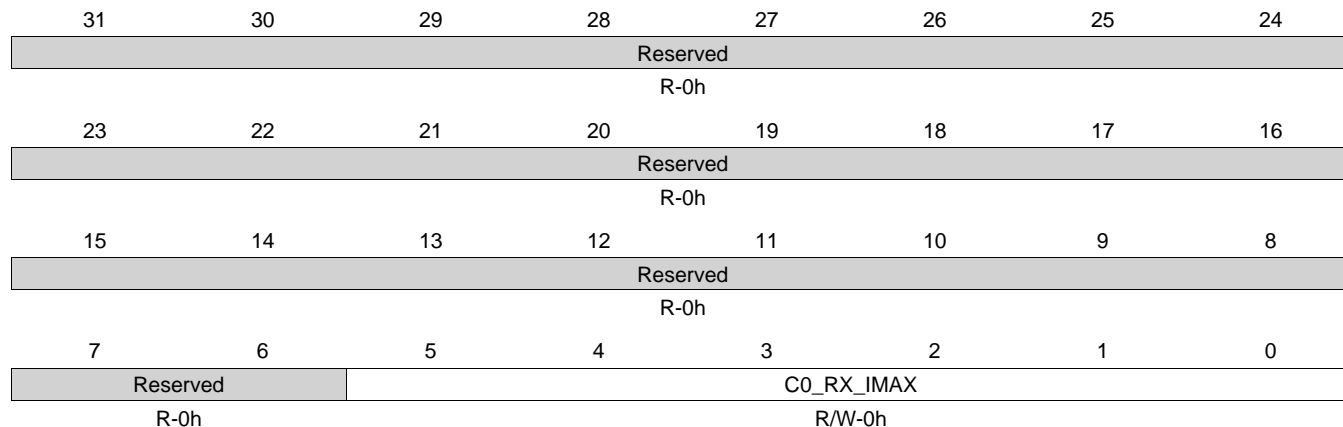 31 30 29 28 27 26 25 24
Reserved
R-0h
23 22 21 20 19 18 17 16
Reserved
R-0h
15 14 13 12 11 10 9 8
Reserved
R-0h
7 6 5 4 3 2 1 0
Reserved C0_RX_IMAX
R-0h R/W-0h